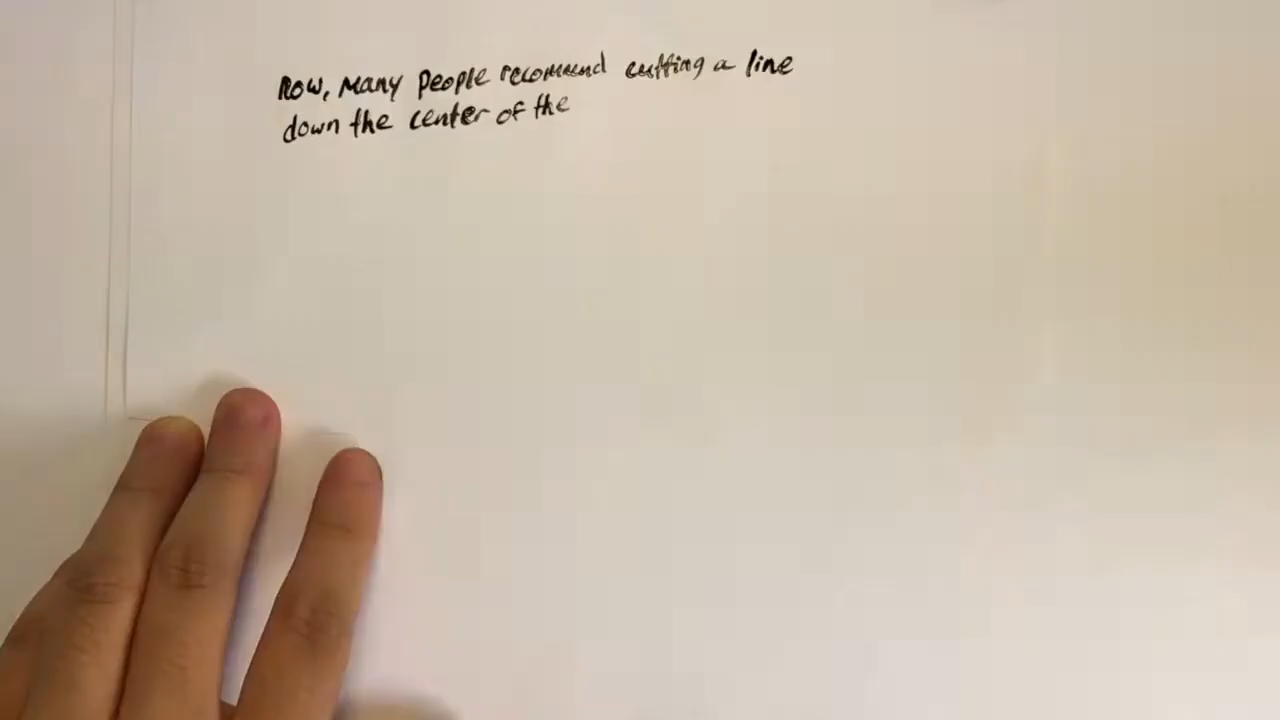 Now, many people recommend cutting a line
down the center of the